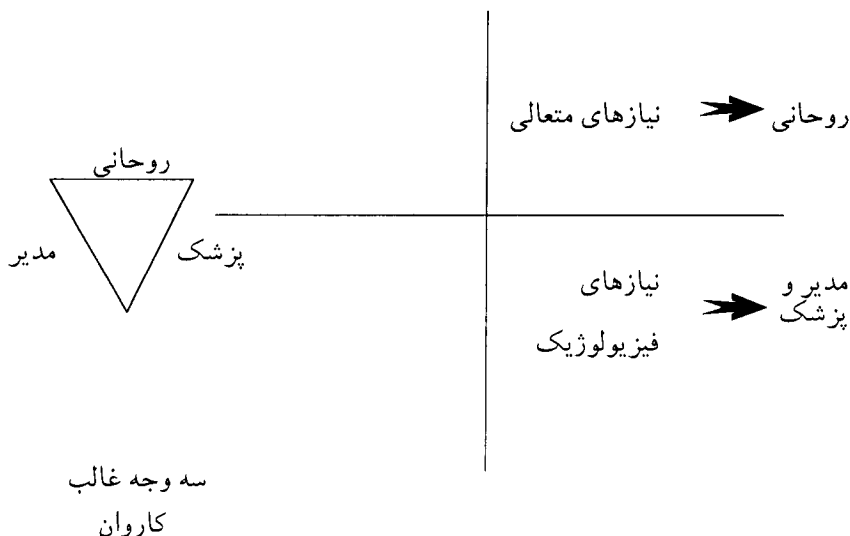 روحانی
نیازهای متعالی
مدیر و
پزشک
نیازهای
فیزیولوژیک
روحانی
پزشک
مدیر
سه وجه غالب
کاروان